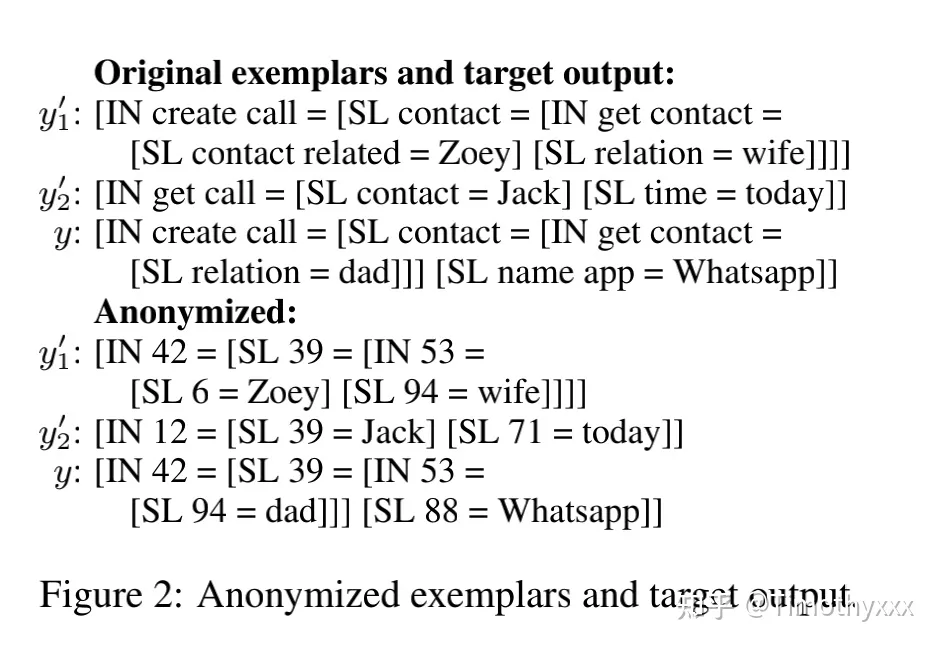 Original exemplars and target output:
y′₁: [IN create call = [SL contact = [IN get contact =
[SL contact related = Zoey] [SL relation = wife]]]]
y′₂: [IN get call = [SL contact = Jack] [SL time = today]]
y: [IN create call = [SL contact = [IN get contact =
[SL relation = dad]]] [SL name app = Whatsapp]]
Anonymized:
y′₁: [IN 42 = [SL 39 = [IN 53 =
[SL 6 = Zoey] [SL 94 = wife]]]]
y′₂: [IN 12 = [SL 39 = Jack] [SL 71 = today]]
y: [IN 42 = [SL 39 = [IN 53 =
[SL 94 = dad]]] [SL 88 = Whatsapp]]
Figure 2: Anonymized exemplars and target output.
知乎 @Timothyxxx